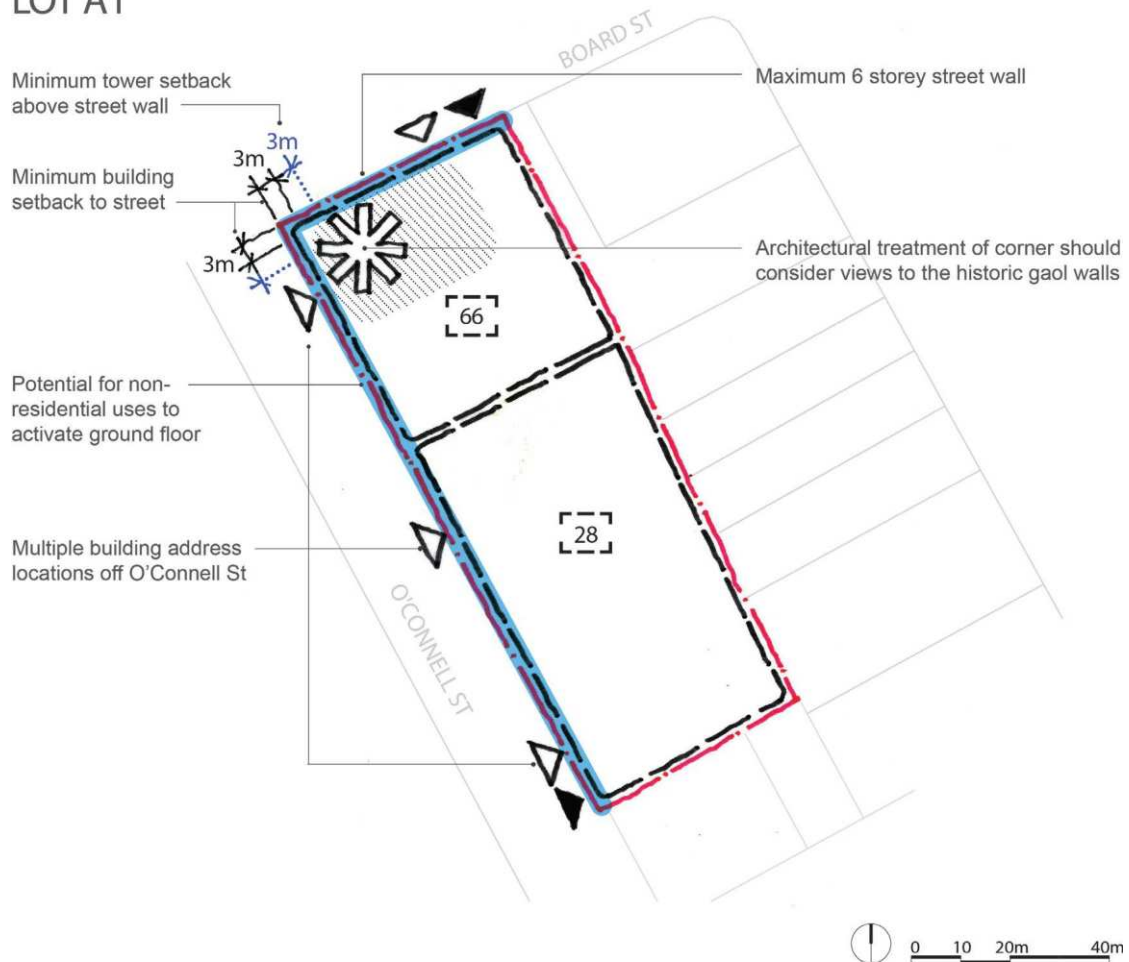 LOT A1
BOARD ST
Minimum tower setback
above street wall
Maximum 6 storey street wall
3m
3m
Minimum building
setback to street
3m
Architectural treatment of corner should
consider views to the historic gaol walls
66
Potential for non-
residential uses to
activate ground floor
28
Multiple building address
locations off O'Connell St
O'CONNELL ST
0 10 20m 40m